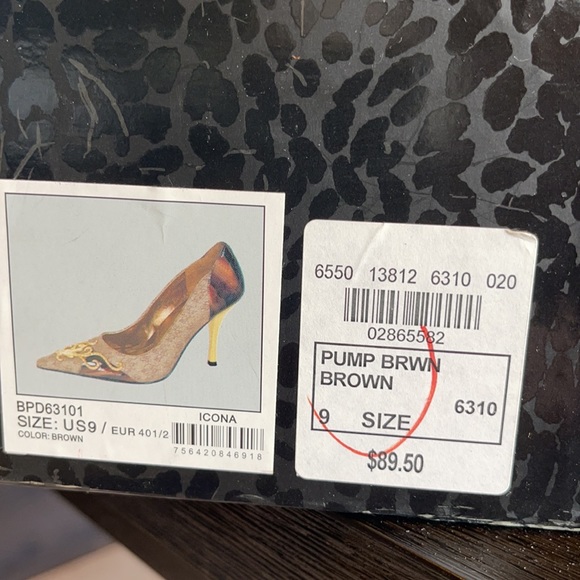 BPD63101
SIZE: US9 / EUR 401/2
COLOR: BROWN
ICONA
756420846918
6550 13812 6310 020
02865582
PUMP BRWN
BROWN
6310
9 SIZE
$89.50